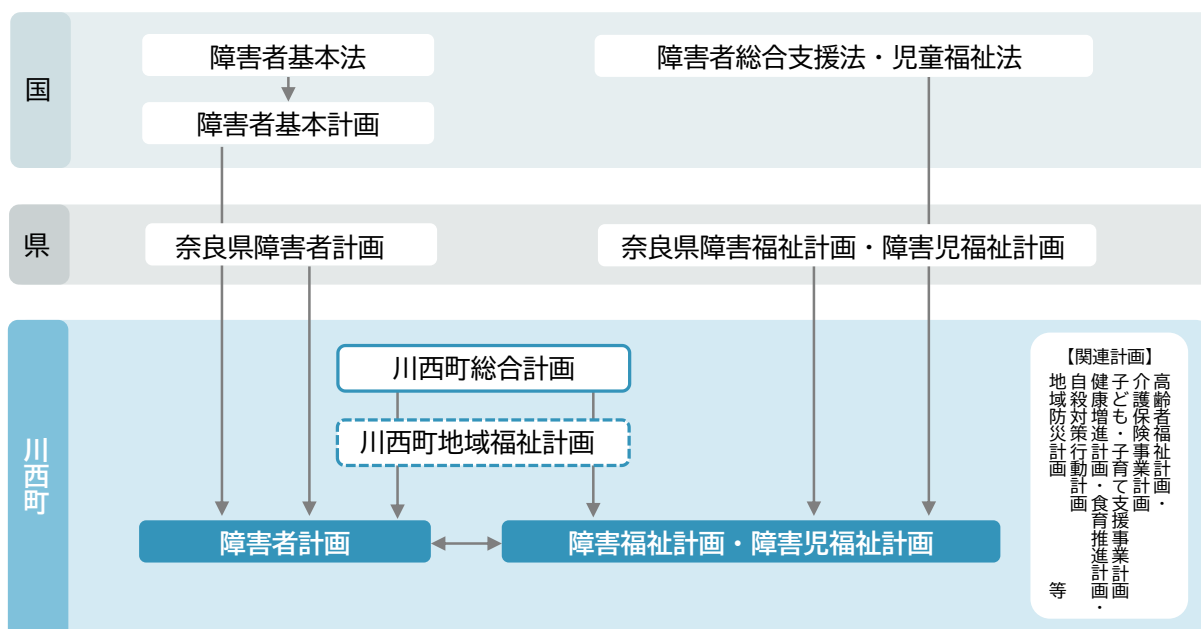 国
障害者基本法
障害者総合支援法・児童福祉法
障害者基本計画
県
奈良県障害者計画
奈良県障害福祉計画・障害児福祉計画
川西町
川西町総合計画
川西町地域福祉計画
障害者計画
障害福祉計画・障害児福祉計画
【関連計画】
高齢者福祉計画・
介護保険事業計画
子ども・子育て支援事業計画
健康増進計画・食育推進計画・
自殺対策行動計画
地域防災計画 等